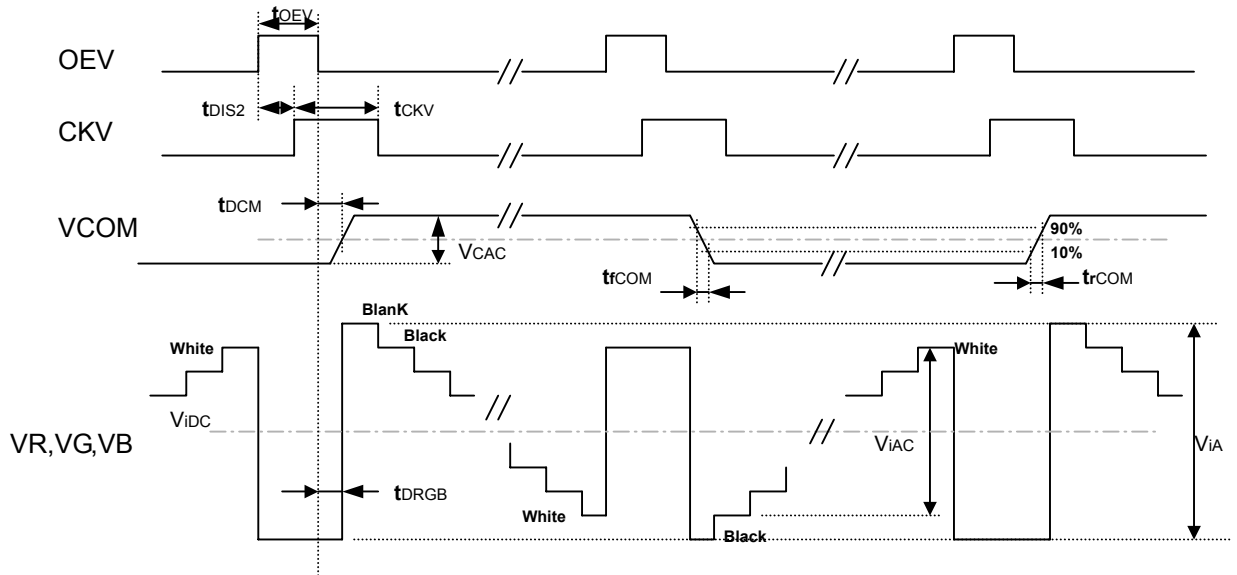 tOEV
OEV
tDIS2
tCKV
CKV
tDCM
VCOM
90%
VCAC
10%
tfCOM
trCOM
BlanK
White
Black
White
ViDC
VR,VG,VB
ViAC
ViA
tDRGB
White
Black